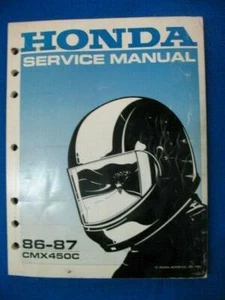 HONDA
SERVICE MANUAL
86-87
CMX450C